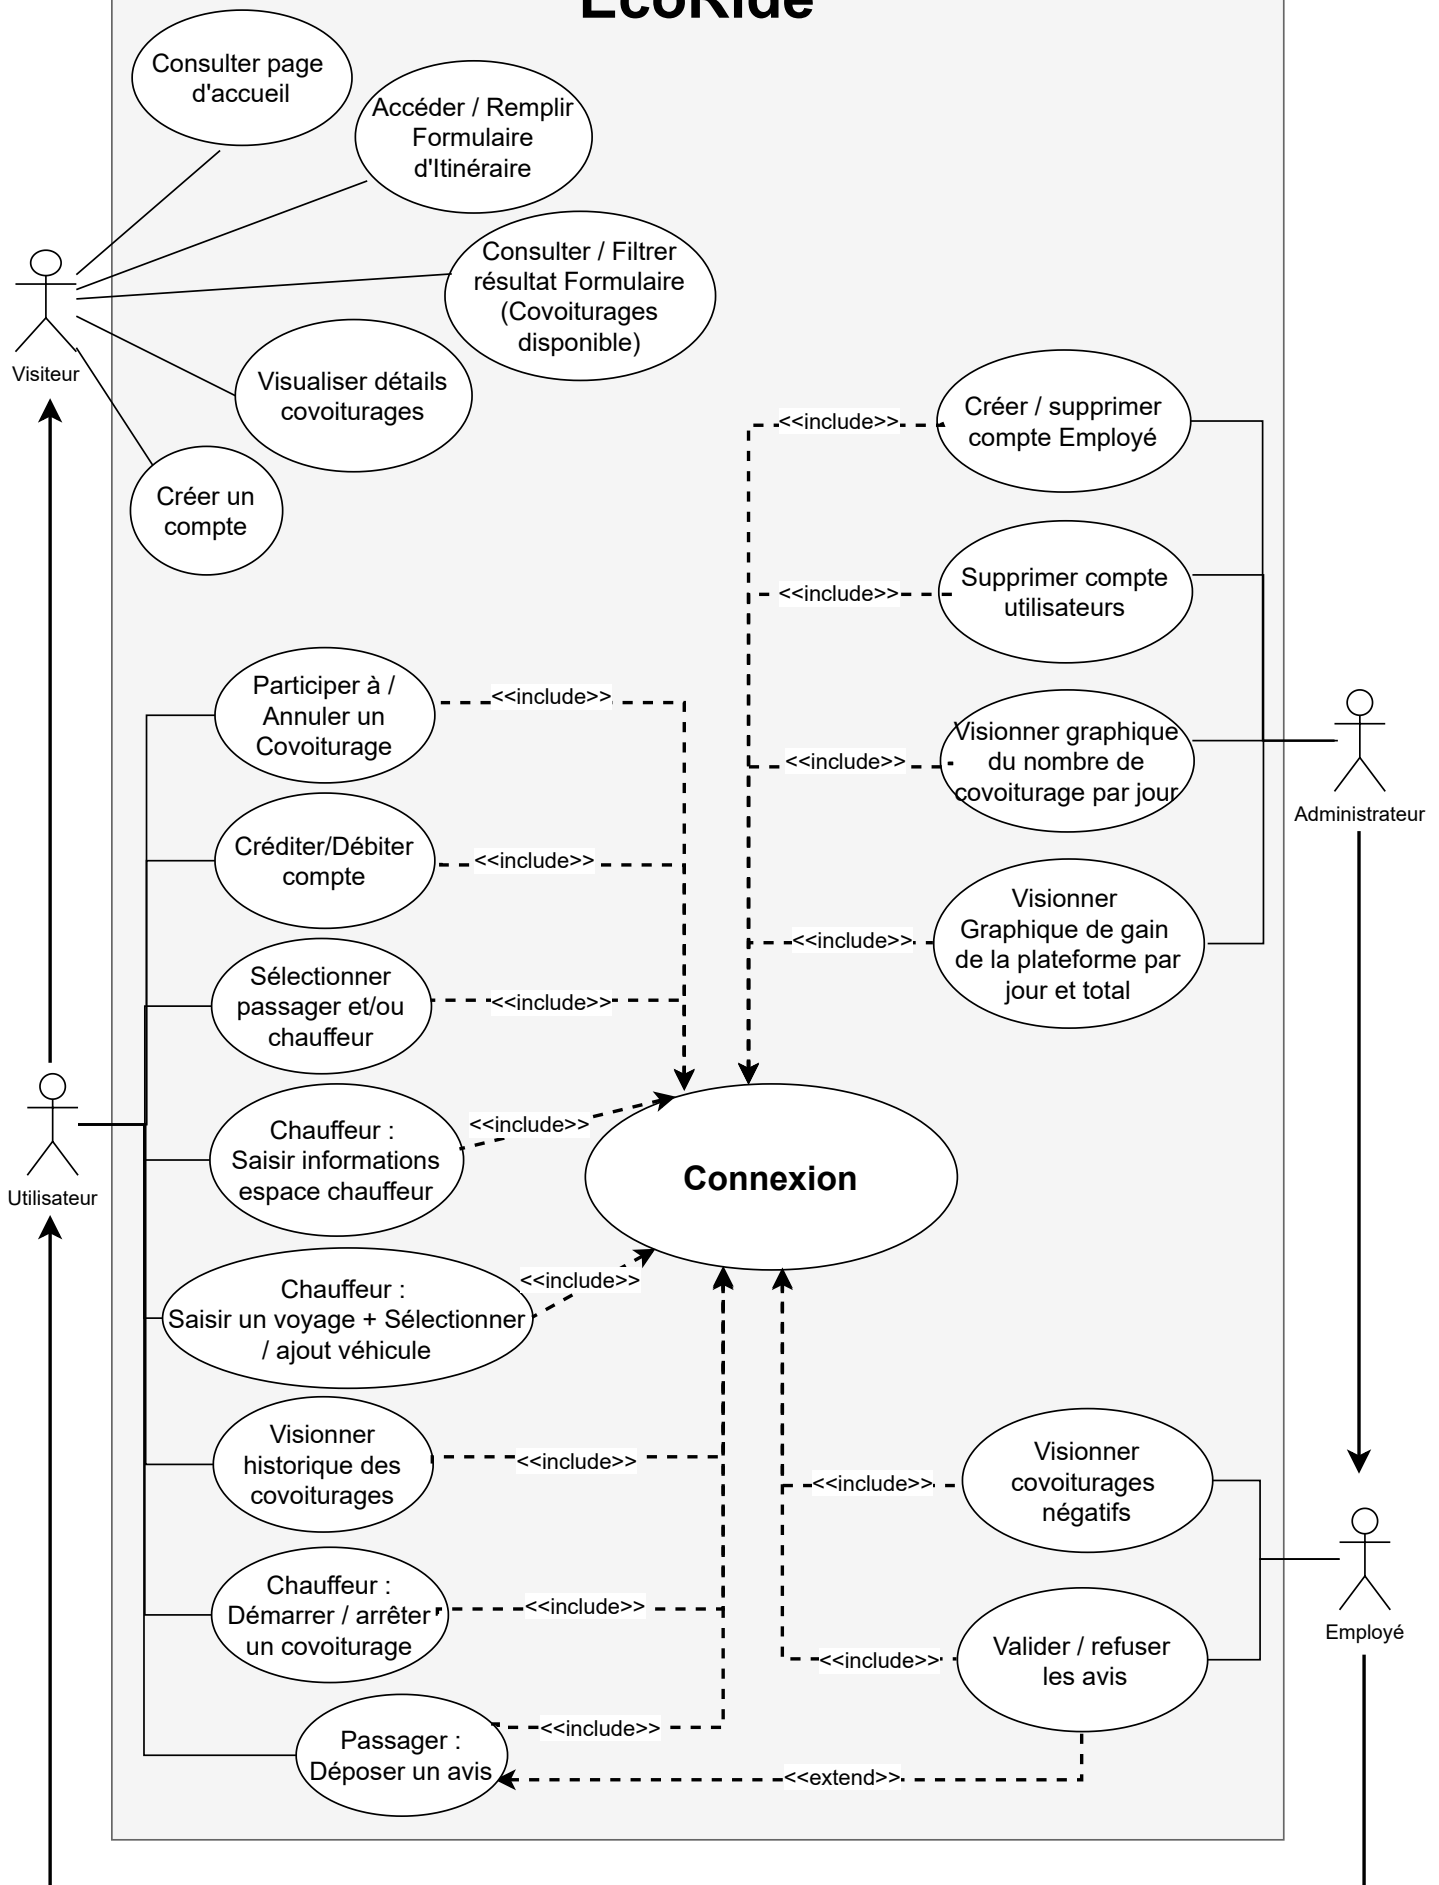 EcoRide
Consulter page
d'accueil
Accéder / Remplir
Formulaire
d'Itinéraire
Consulter / Filtrer
résultat Formulaire
(Covoiturages
disponible)
Visiteur
Visualiser détails
covoiturages
Créer un
compte
<<include>>
Créer / supprimer
compte Employé
<<include>>
Supprimer compte
utilisateurs
Participer à /
Annuler un
Covoiturage
<<include>>
<<include>>
Visionner graphique
du nombre de
covoiturage par jour
Administrateur
Créditer/Débiter
compte
<<include>>
<<include>>
Visionner
Graphique de gain
de la plateforme par
jour et total
Sélectionner
passager et/ou
chauffeur
<<include>>
Utilisateur
Chauffeur :
Saisir informations
espace chauffeur
<<include>>
Connexion
Chauffeur :
Saisir un voyage + Sélectionner
/ ajout véhicule
<<include>>
Visionner
historique des
covoiturages
<<include>>
<<include>>
Visionner
covoiturages
négatifs
Chauffeur :
Démarrer / arrêter
un covoiturage
<<include>>
<<include>>
Valider / refuser
les avis
Employé
Passager :
Déposer un avis
<<include>>
<<extend>>